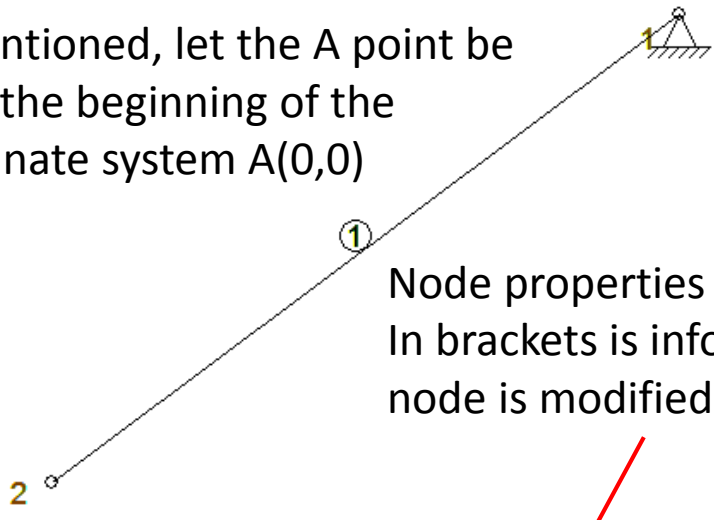 ntioned, let the A point be
the beginning of the
nate system A(0,0)
1
1
Node properties
In brackets is info
node is modified
2